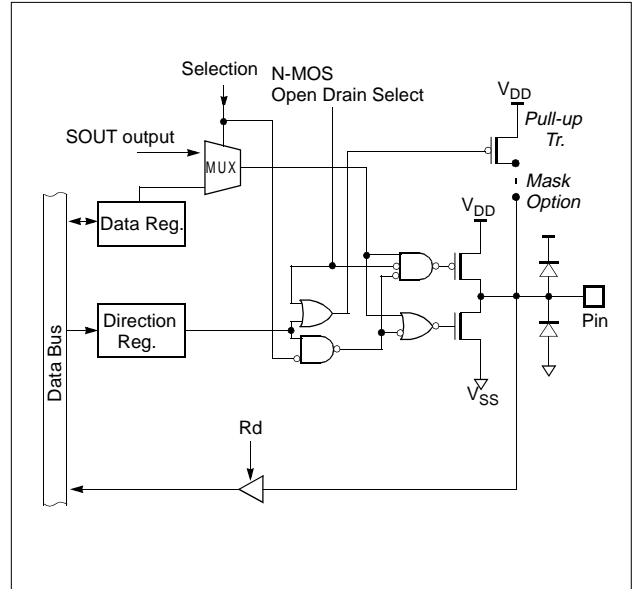 Selection
N-MOS
Open Drain Select
VDD
Pull-up
Tr.
SOUT output
MUX
Mask
Option
Data Reg.
VDD
Direction
Reg.
Pin
Data Bus
VSS
Rd